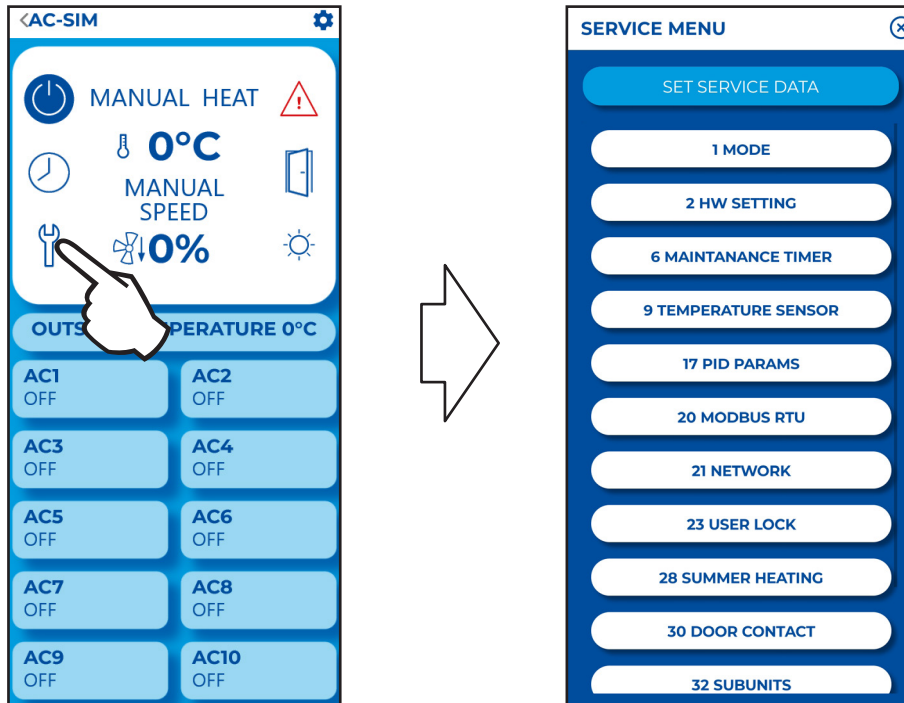 <AC-SIM
MANUAL HEAT
0°C
MANUAL
SPEED
0%
OUTS PERATURE 0°C
AC1
OFF
AC2
OFF
AC3
OFF
AC4
OFF
AC5
OFF
AC6
OFF
AC7
OFF
AC8
OFF
AC9
OFF
AC10
OFF
SERVICE MENU
SET SERVICE DATA
1 MODE
2 HW SETTING
6 MAINTANANCE TIMER
9 TEMPERATURE SENSOR
17 PID PARAMS
20 MODBUS RTU
21 NETWORK
23 USER LOCK
28 SUMMER HEATING
30 DOOR CONTACT
32 SUBUNITS